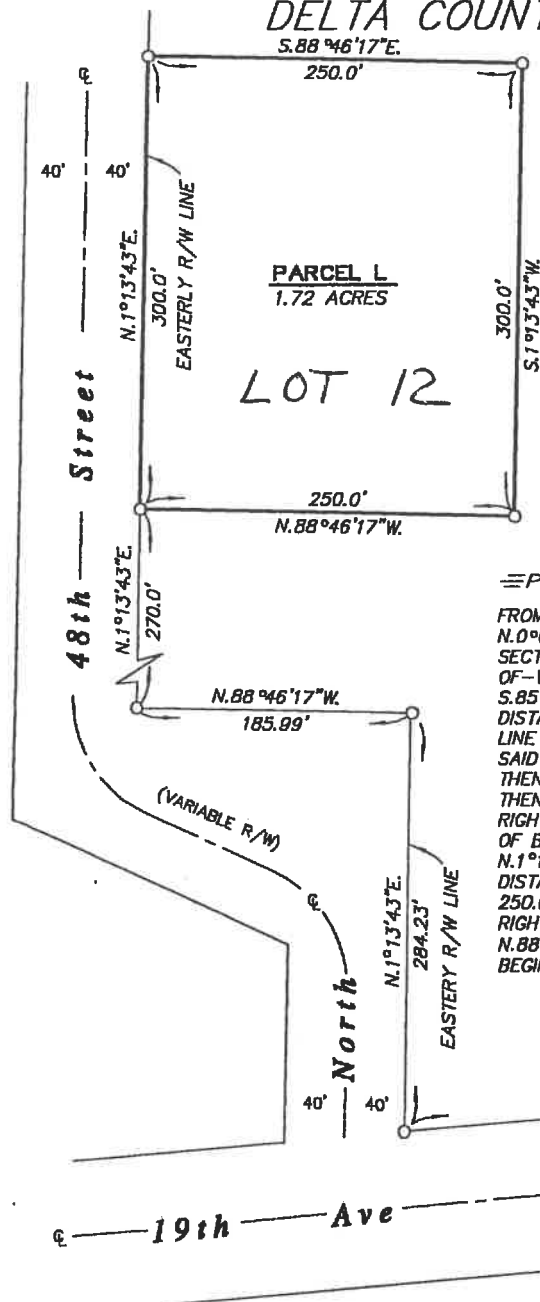 DELTA COUNT
S.88°46'17"E.
250.0'
℄
40' 40'
N.1°13'43"E.
300.0'
EASTERLY R/W LINE
PARCEL L
1.72 ACRES
LOT 12
300.0'
S.1°13'43"W.
48th Street
250.0'
N.88°46'17"W.
N.1°13'43"E.
270.0'
N.88°46'17"W.
185.99'
(VARIABLE R/W)
℄
N.1°13'43"E.
284.23'
EASTERY R/W LINE
North
40' 40'
℄ 19th Ave
P
FROM
N.0°
SECT
OF-
S.85
DISTA
LINE
SAID
THEN
THEN
RIGH
OF B
N.1°1
DISTA
250.
RIGH
N.88
BEGI